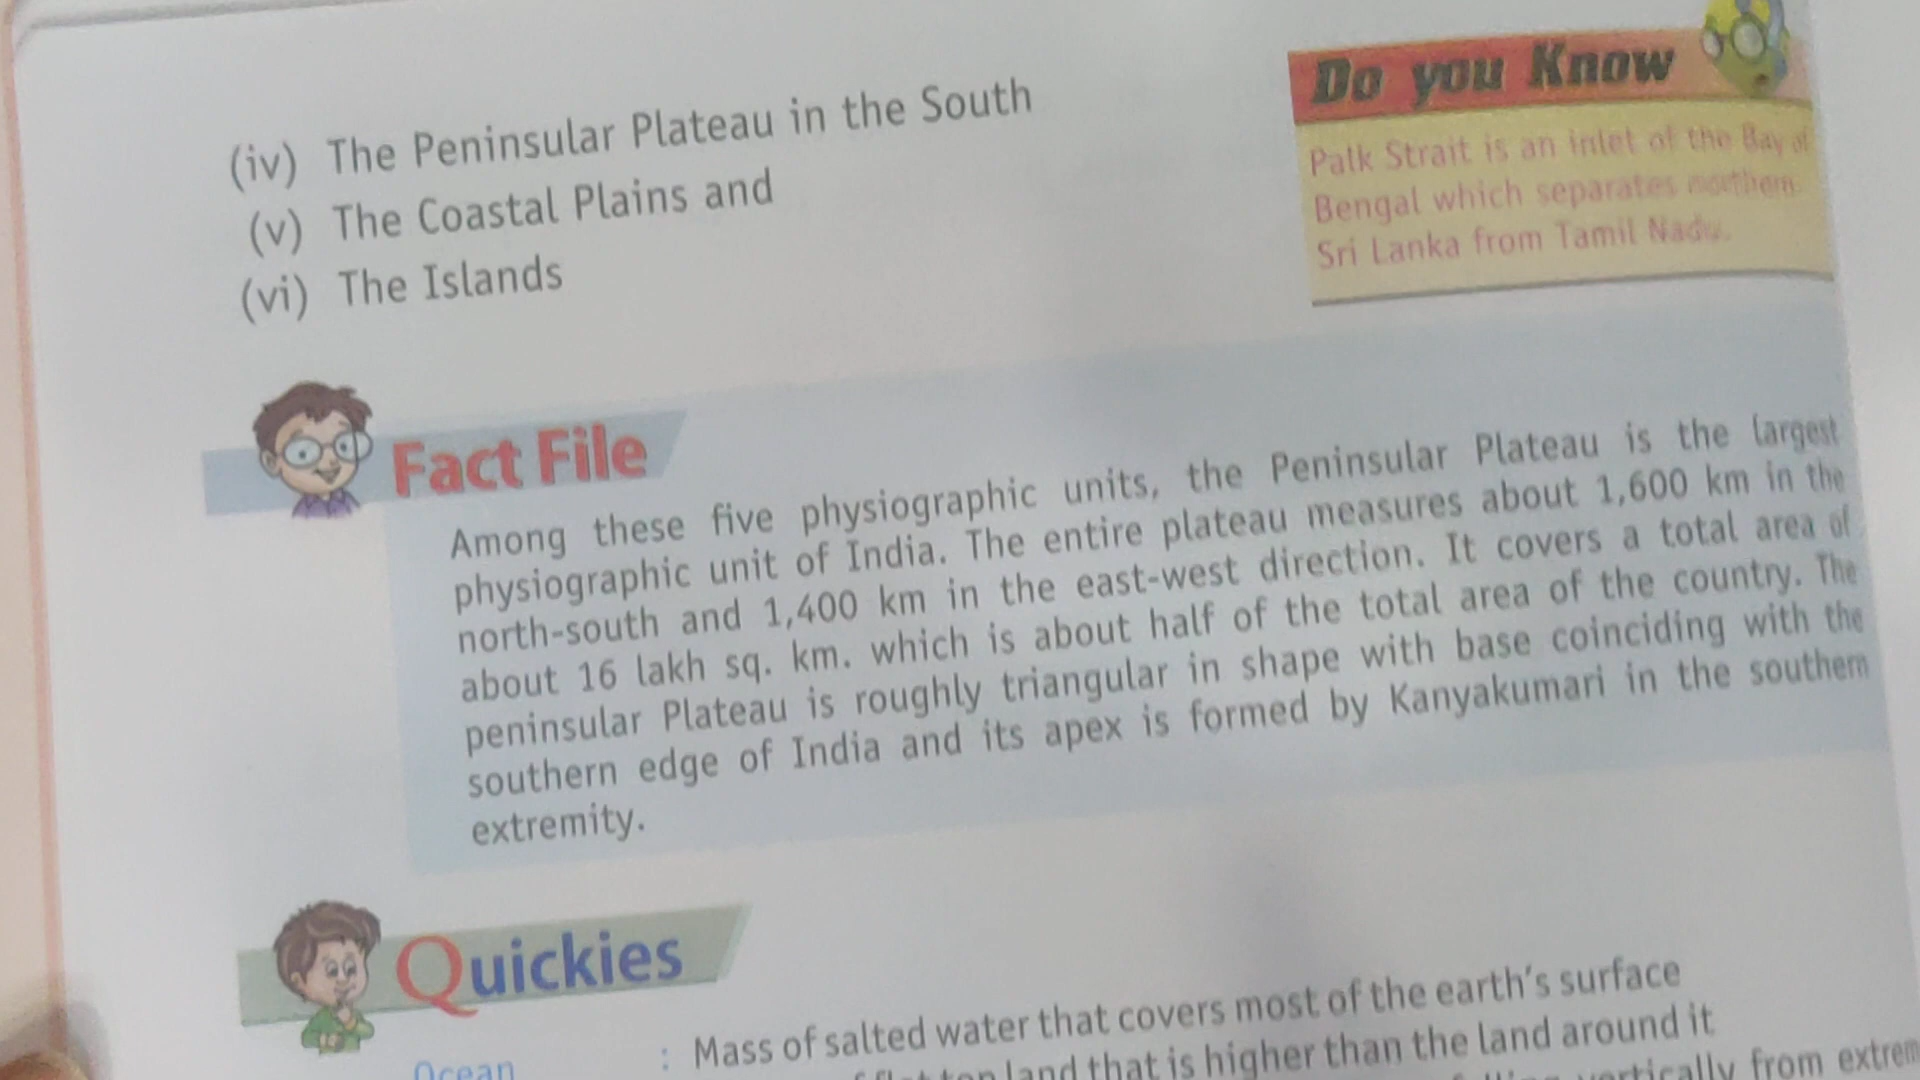 (iv) The Peninsular Plateau in the South
(v) The Coastal Plains and
(vi) The Islands
Do you Know
Palk Strait is an inlet of the Bay of
Bengal which separates northern
Sri Lanka from Tamil Nadu.
Fact File
Among these five physiographic units, the Peninsular Plateau is the largest
physiographic unit of India. The entire plateau measures about 1,600 km in the
north-south and 1,400 km in the east-west direction. It covers a total area of
about 16 lakh sq. km. which is about half of the total area of the country. The
peninsular Plateau is roughly triangular in shape with base coinciding with the
southern edge of India and its apex is formed by Kanyakumari in the southern
extremity.
Quickies
Ocean : Mass of salted water that covers most of the earth's surface
land that is higher than the land around it
vertically from